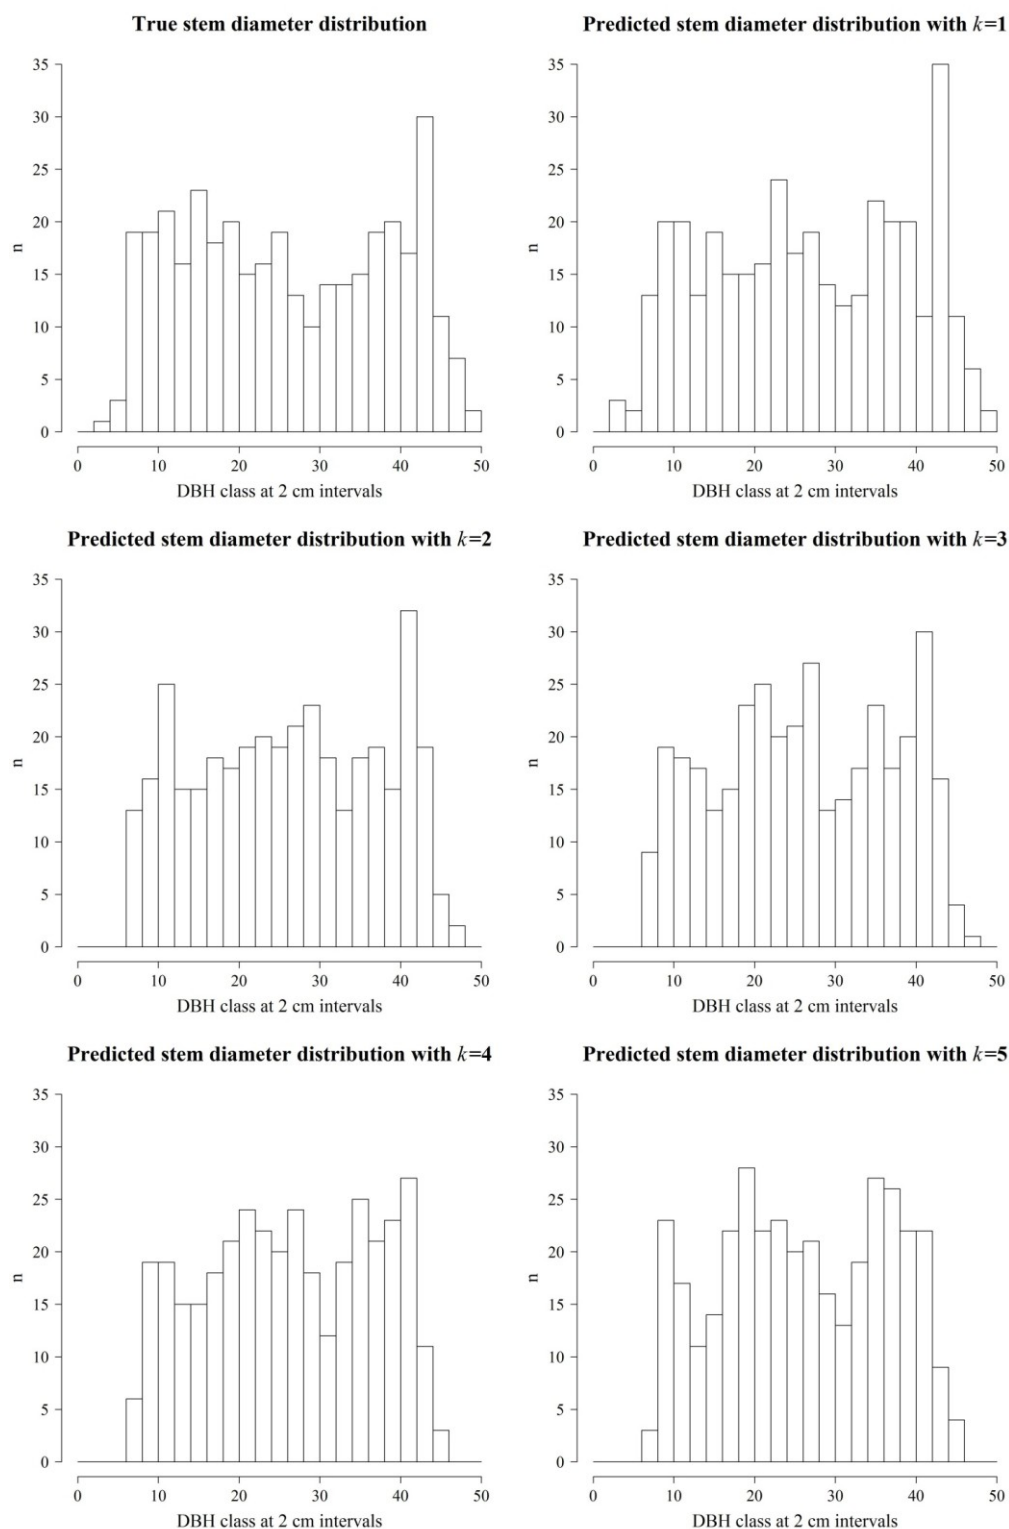 True stem diameter distribution
35
30
25
20
15
10
5
0
n
0 10 20 30 40 50
DBH class at 2 cm intervals
Predicted stem diameter distribution with k=1
35
30
25
20
15
10
5
0
n
0 10 20 30 40 50
DBH class at 2 cm intervals
Predicted stem diameter distribution with k=2
35
30
25
20
15
10
5
0
n
0 10 20 30 40 50
DBH class at 2 cm intervals
Predicted stem diameter distribution with k=3
35
30
25
20
15
10
5
0
n
0 10 20 30 40 50
DBH class at 2 cm intervals
Predicted stem diameter distribution with k=4
35
30
25
20
15
10
5
0
n
0 10 20 30 40 50
DBH class at 2 cm intervals
Predicted stem diameter distribution with k=5
35
30
25
20
15
10
5
0
n
0 10 20 30 40 50
DBH class at 2 cm intervals